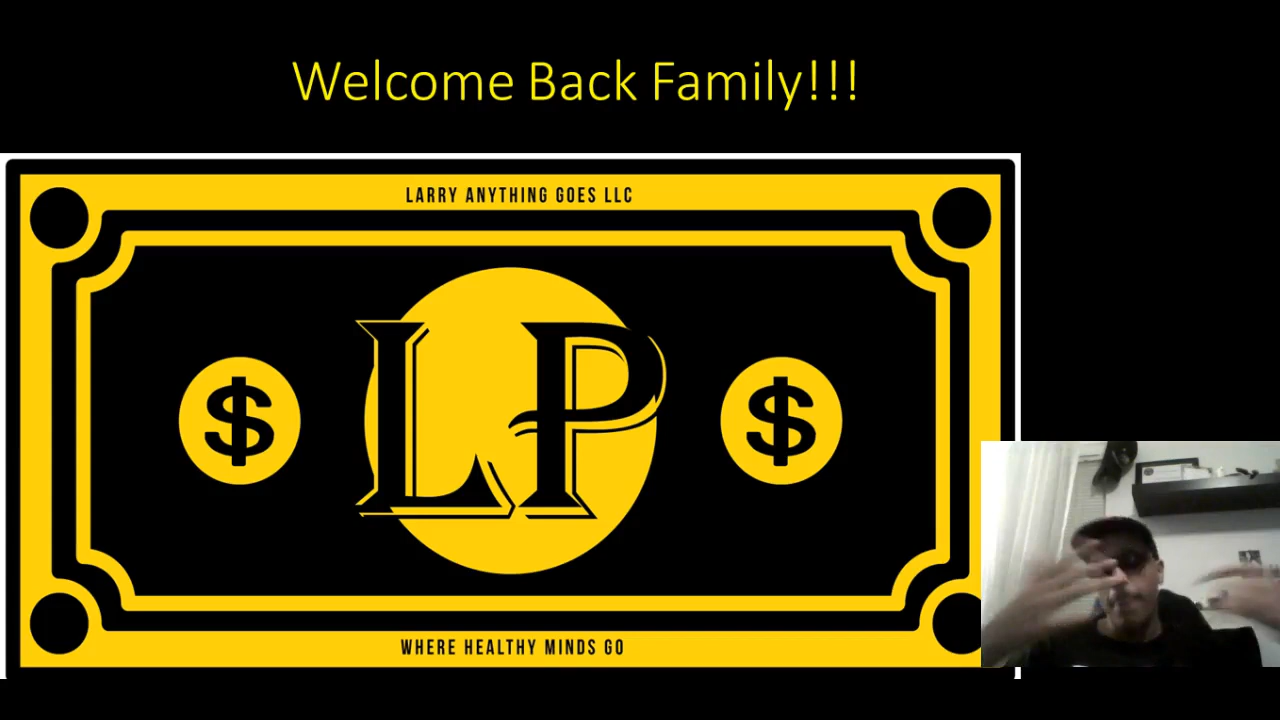 Welcome Back Family!!!
LARRY ANYTHING GOES LLC
$ LP $
WHERE HEALTHY MINDS GO